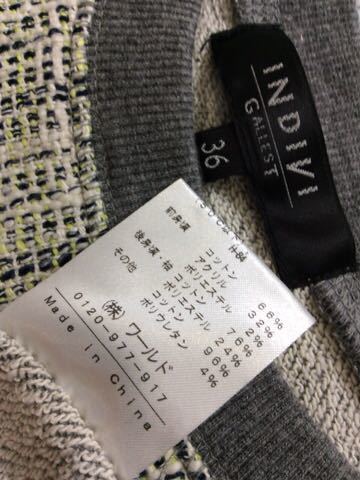 INDIVI
GALLEST
36
前身頃 コットン 66%
アクリル 32%
ポリエステル 2%
後身頃・袖 コットン 76%
ポリエステル 24%
その他 コットン 96%
ポリウレタン 4%
(株) ワールド
0120-977-917
Made in China